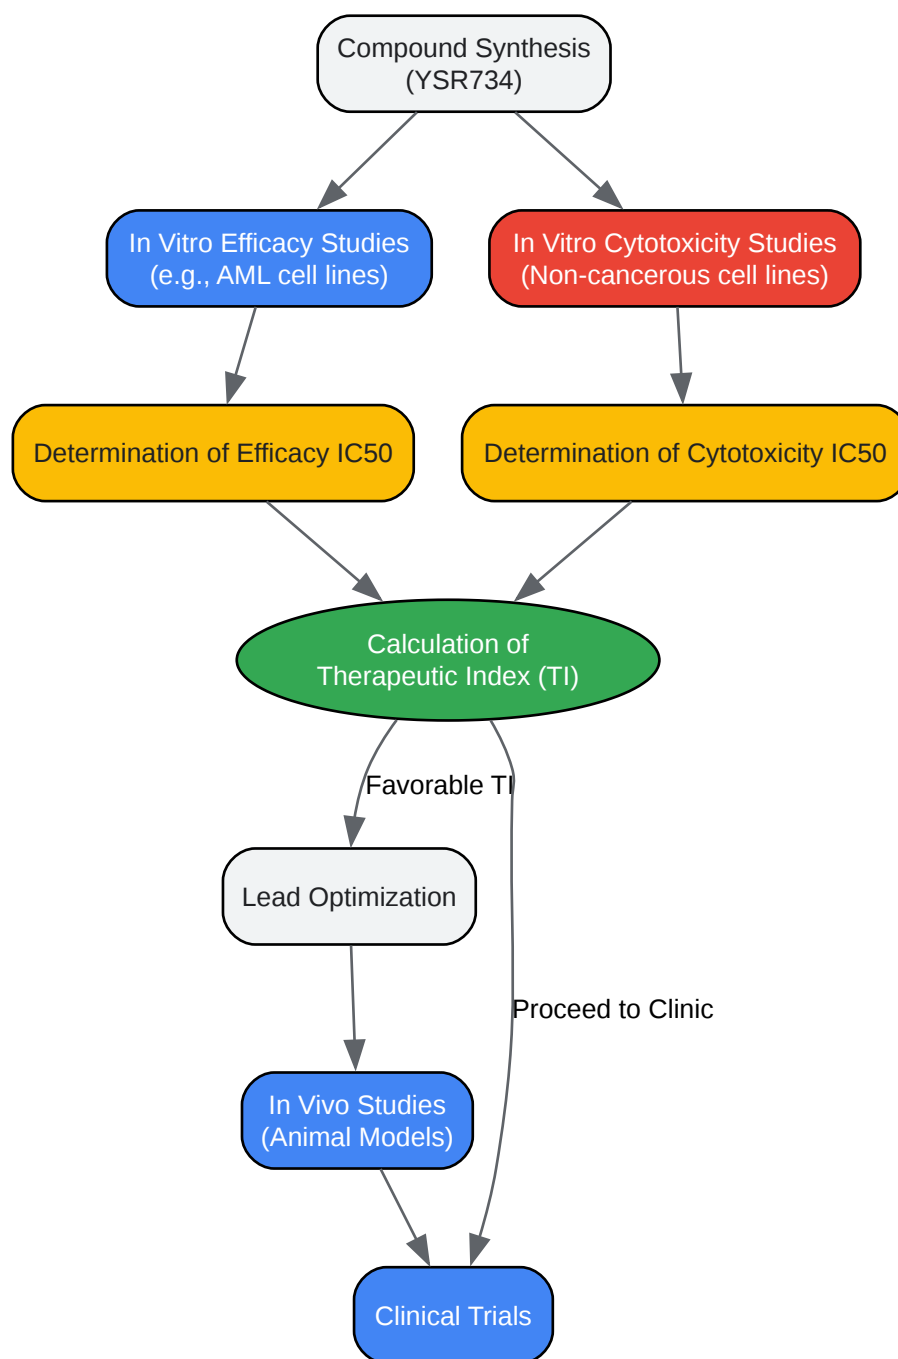 Compound Synthesis
(YSR734)
In Vitro Efficacy Studies
(e.g., AML cell lines)
In Vitro Cytotoxicity Studies
(Non-cancerous cell lines)
Determination of Efficacy IC50
Determination of Cytotoxicity IC50
Calculation of
Therapeutic Index (TI)
Favorable TI
Lead Optimization
Proceed to Clinic
In Vivo Studies
(Animal Models)
Clinical Trials